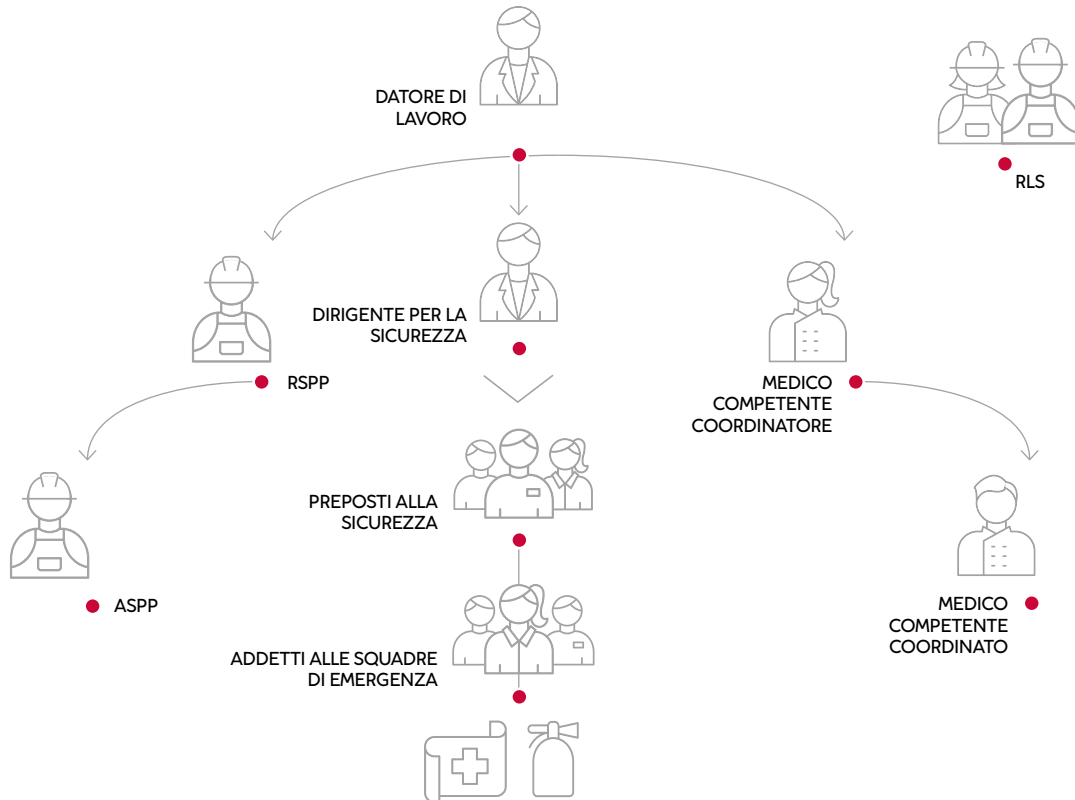 DATORE DI
LAVORO
RLS
DIRIGENTE PER LA
SICUREZZA
RSPP
MEDICO
COMPETENTE
COORDINATORE
PREPOSTI ALLA
SICUREZZA
ASPP
MEDICO
COMPETENTE
COORDINATO
ADDETTI ALLE SQUADRE
DI EMERGENZA